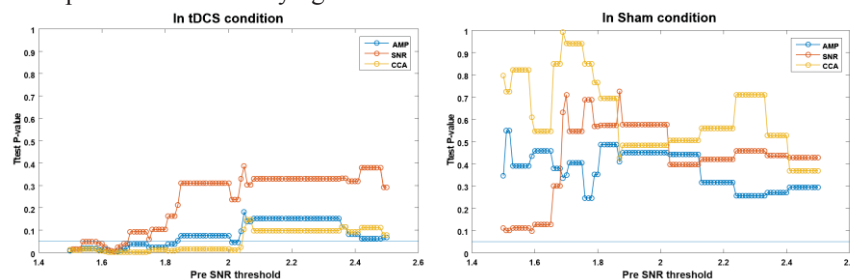 In tDCS condition
1
0.9
0.8
0.7
0.6
0.5
0.4
0.3
0.2
0.1
0
Ttest P-value
AMP
SNR
CCA
1.4 1.6 1.8 2 2.2 2.4 2.6
Pre SNR threshold
In Sham condition
1
0.9
0.8
0.7
0.6
0.5
0.4
0.3
0.2
0.1
0
Ttest P-value
AMP
SNR
CCA
1.4 1.6 1.8 2 2.2 2.4 2.6
Pre SNR threshold